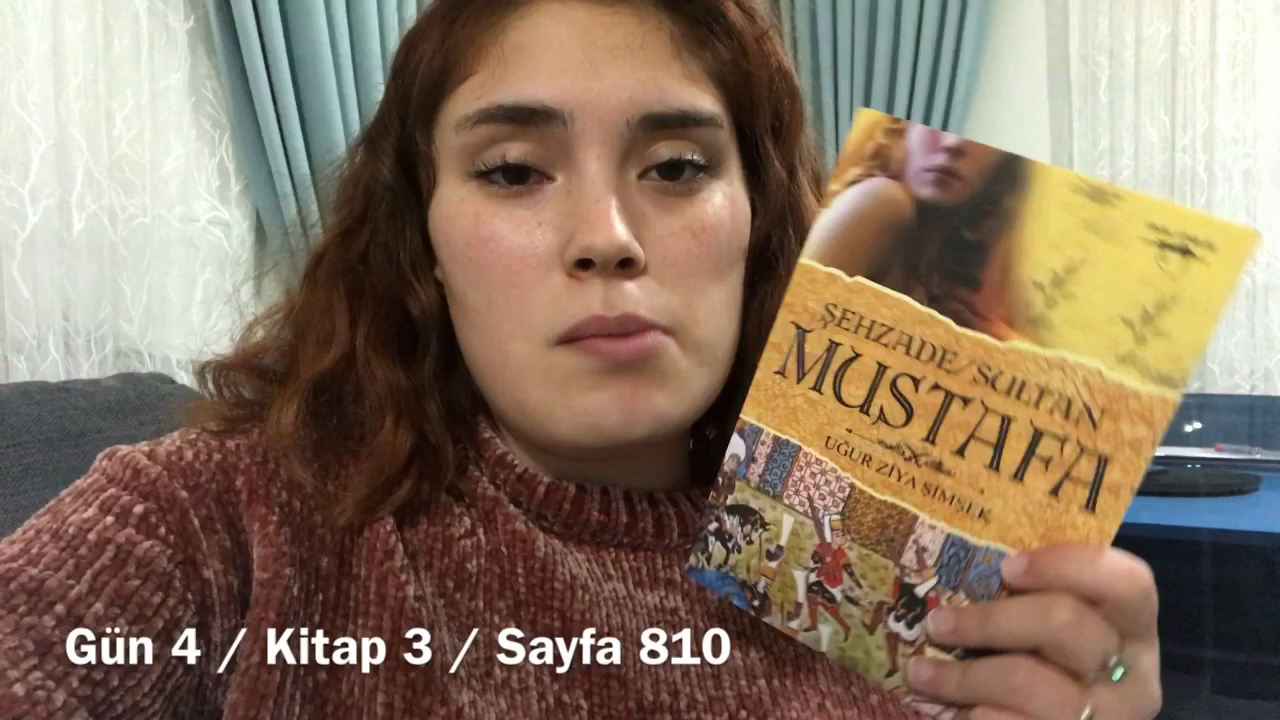 ŞEHZADE/SULTAN
MUSTAFA
UĞUR ZİYA ŞİMŞEK
Gün 4 / Kitap 3 / Sayfa 810